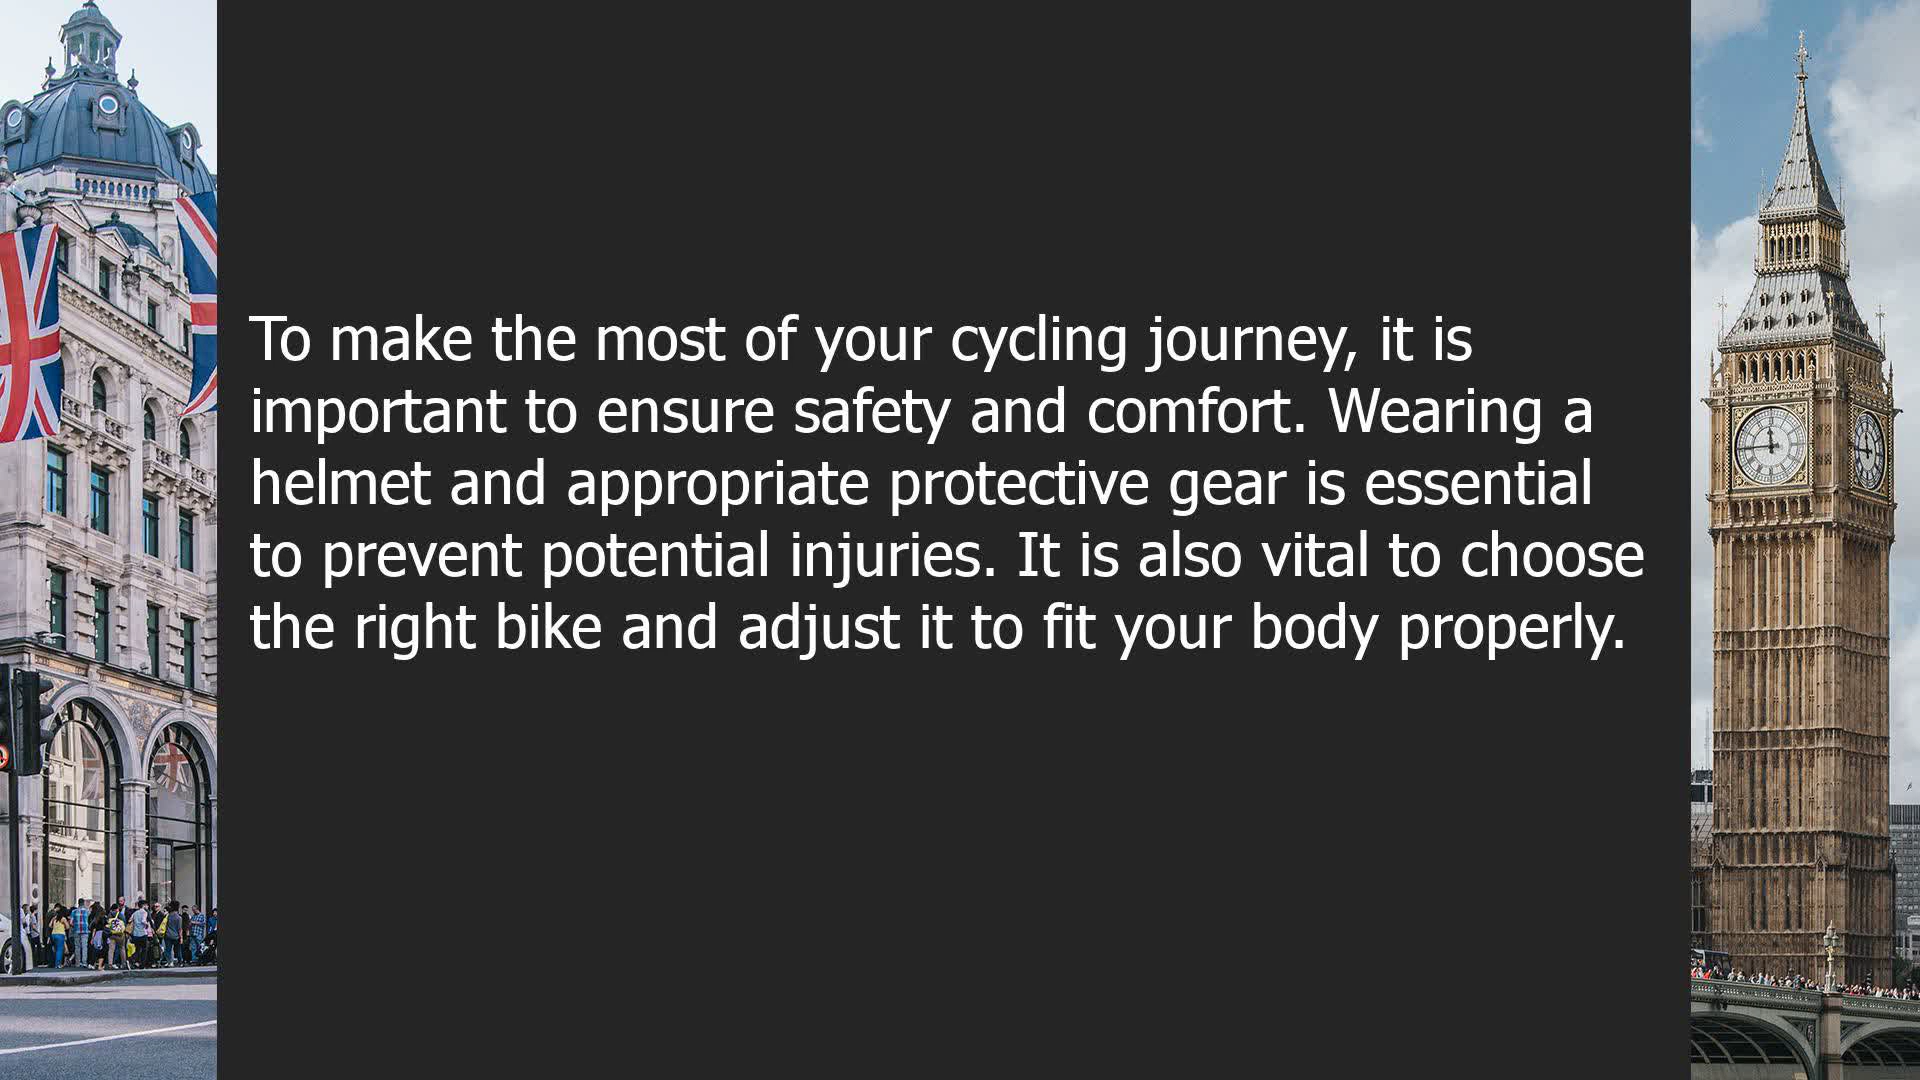 To make the most of your cycling journey, it is
important to ensure safety and comfort. Wearing a
helmet and appropriate protective gear is essential
to prevent potential injuries. It is also vital to choose
the right bike and adjust it to fit your body properly.